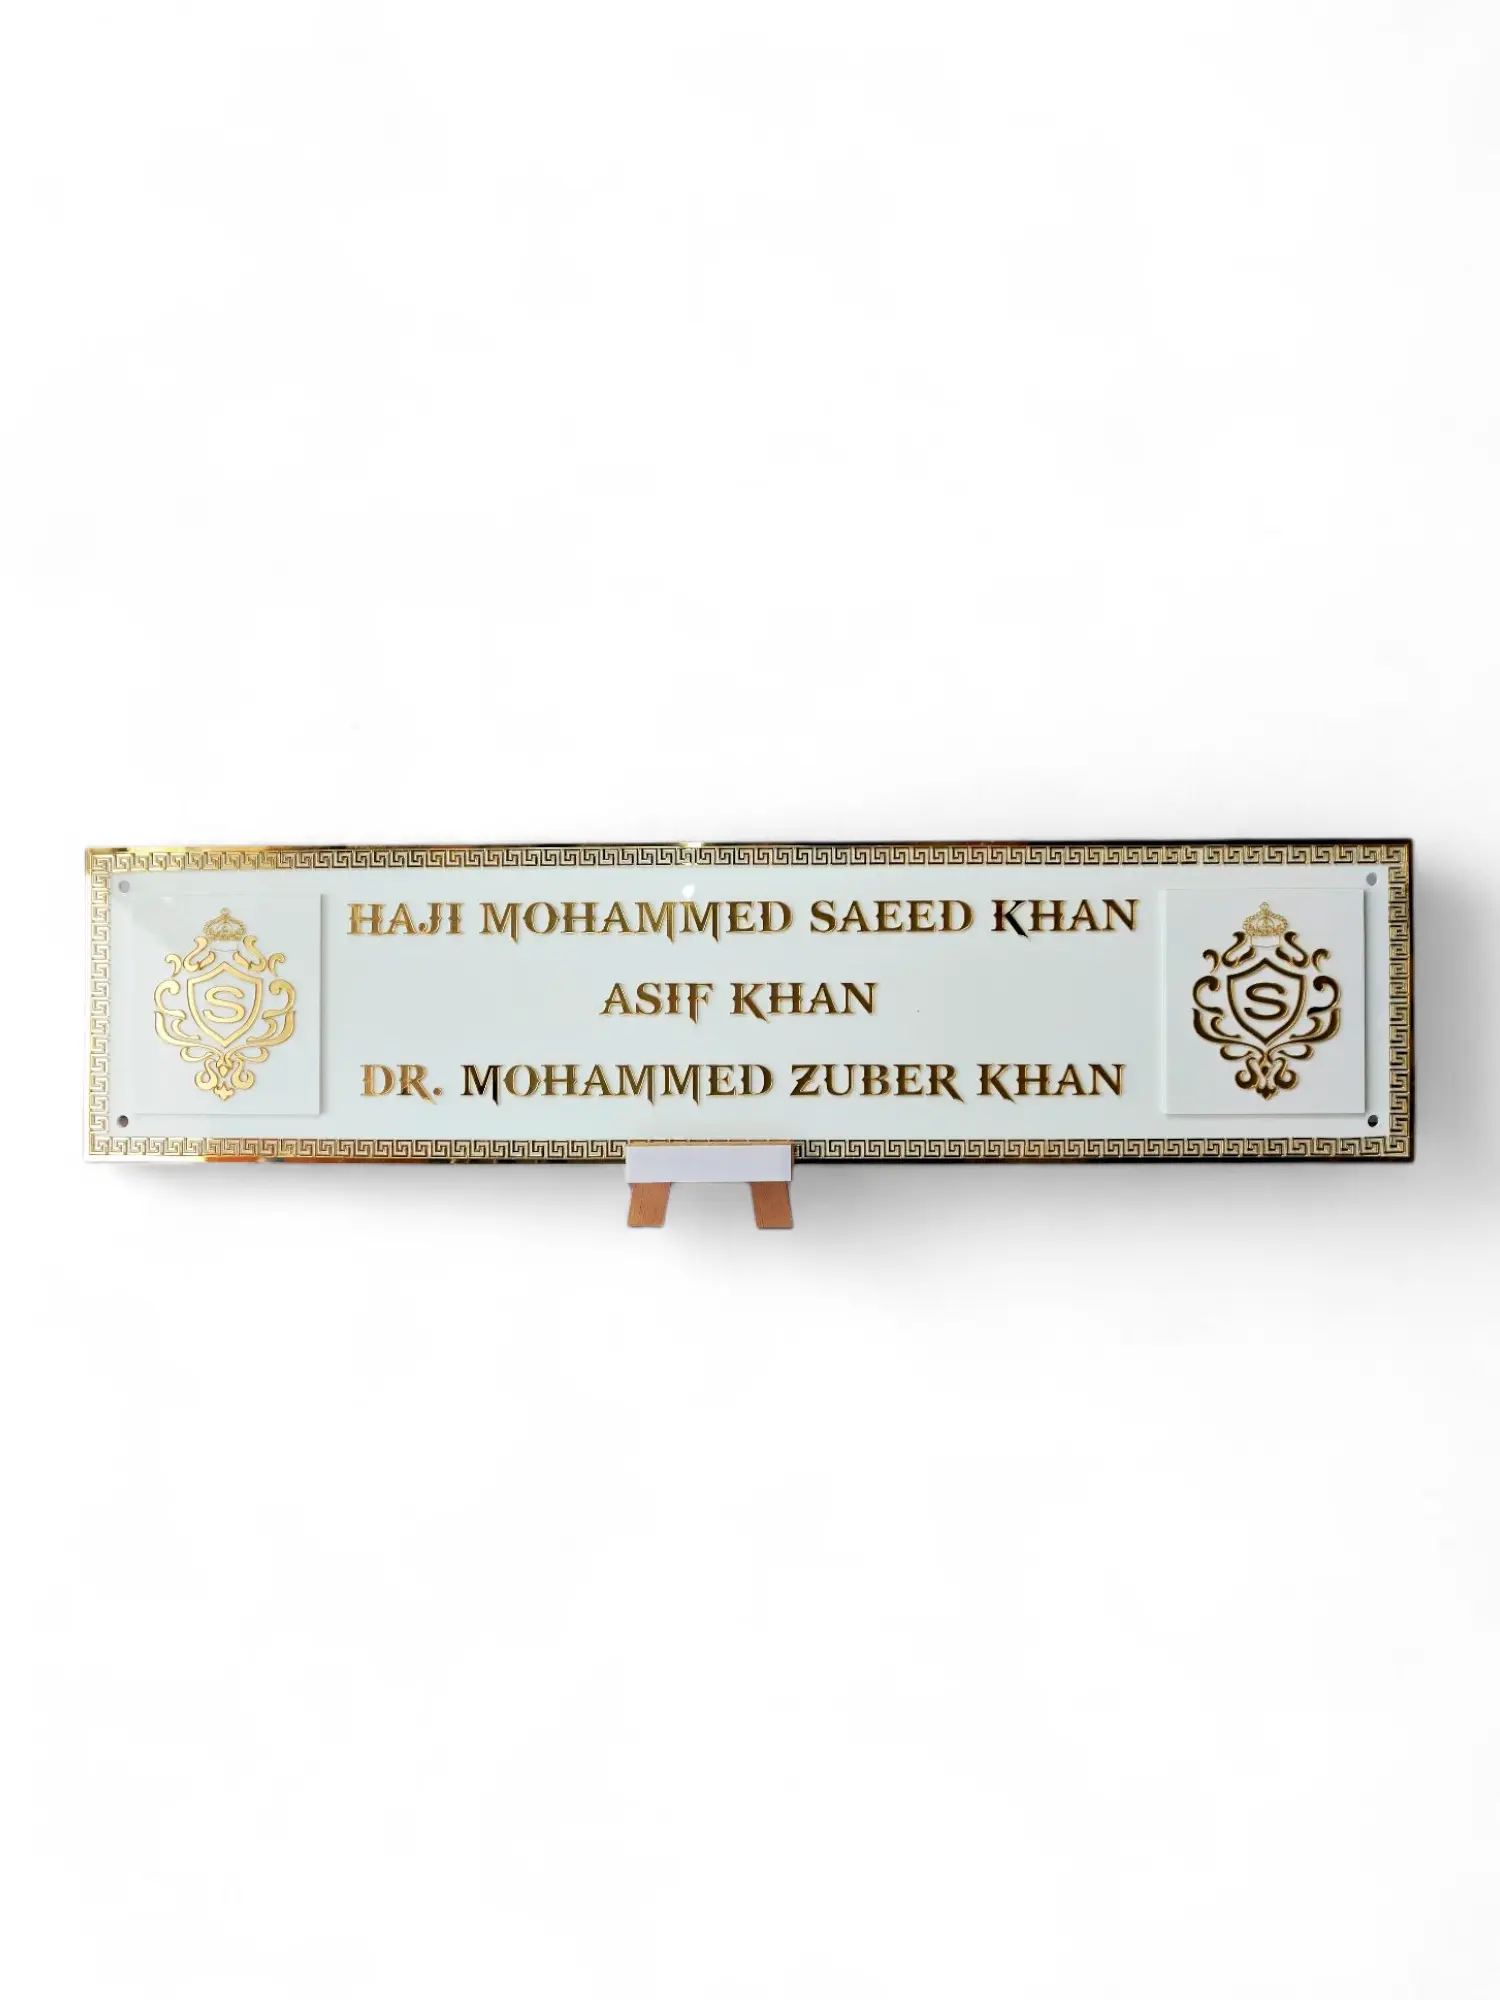 HAJI MOHAMMED SAEED KHAN
S
ASIF KHAN
S
DR. MOHAMMED ZUBER KHAN